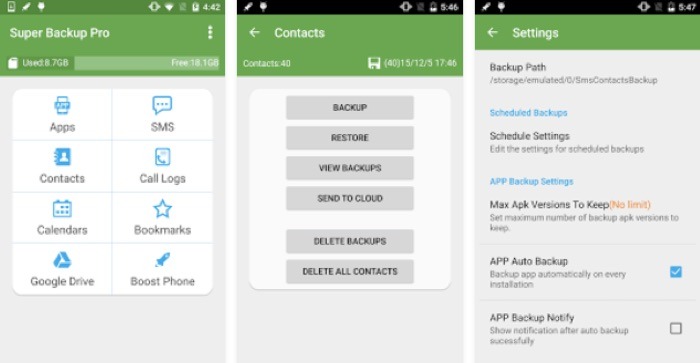 4:42
Super Backup Pro
Used:8.7GB
Free:18.1GB
APP
Apps
SMS
Contacts
Call Logs
Calendars
Bookmarks
Google Drive
Boost Phone
5:46
Contacts
Contacts:40
(40)15/12/5 17:46
BACKUP
RESTORE
VIEW BACKUPS
SEND TO CLOUD
DELETE BACKUPS
DELETE ALL CONTACTS
5:47
Settings
Backup Path
/storage/emulated/0/SmsContactsBackup
Scheduled Backups
Schedule Settings
Edit the settings for scheduled backups
APP Backup Settings
Max Apk Versions To Keep(No limit)
Set maximum number of backup apk versions to
keep.
APP Auto Backup
Backup app automatically on every
installation
APP Backup Notify
Show notification after auto backup
sucessfully